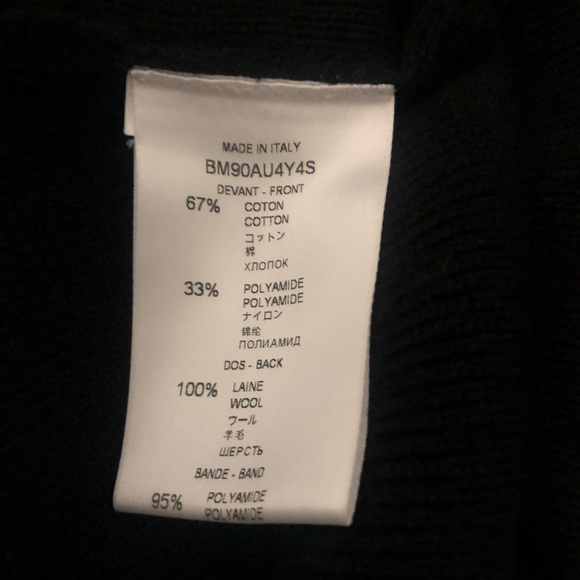 MADE IN ITALY
BM90AU4Y4S
DEVANT - FRONT
67% COTON
COTTON
コットン
棉
ХЛОПОК
33% POLYAMIDE
POLYAMIDE
ナイロン
锦纶
ПОЛИАМИД
DOS - BACK
100% LAINE
WOOL
ウール
羊毛
ШЕРСТЬ
BANDE - BAND
95% POLYAMIDE
POLYAMIDE